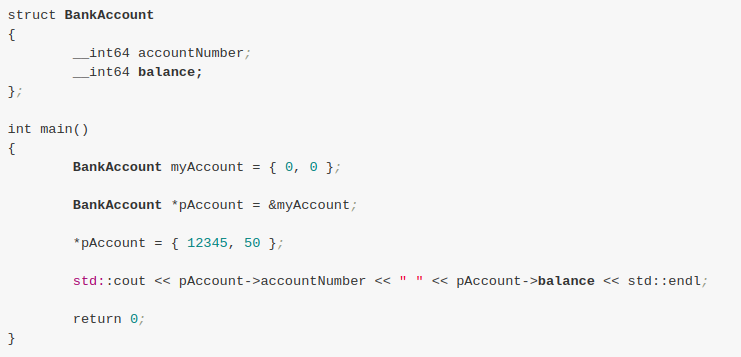 struct BankAccount
{
        __int64 accountNumber;
        __int64 balance;
};

int main()
{
        BankAccount myAccount = { 0, 0 };

        BankAccount *pAccount = &myAccount;

        *pAccount = { 12345, 50 };

        std::cout << pAccount->accountNumber << " " << pAccount->balance << std::endl;

        return 0;
}